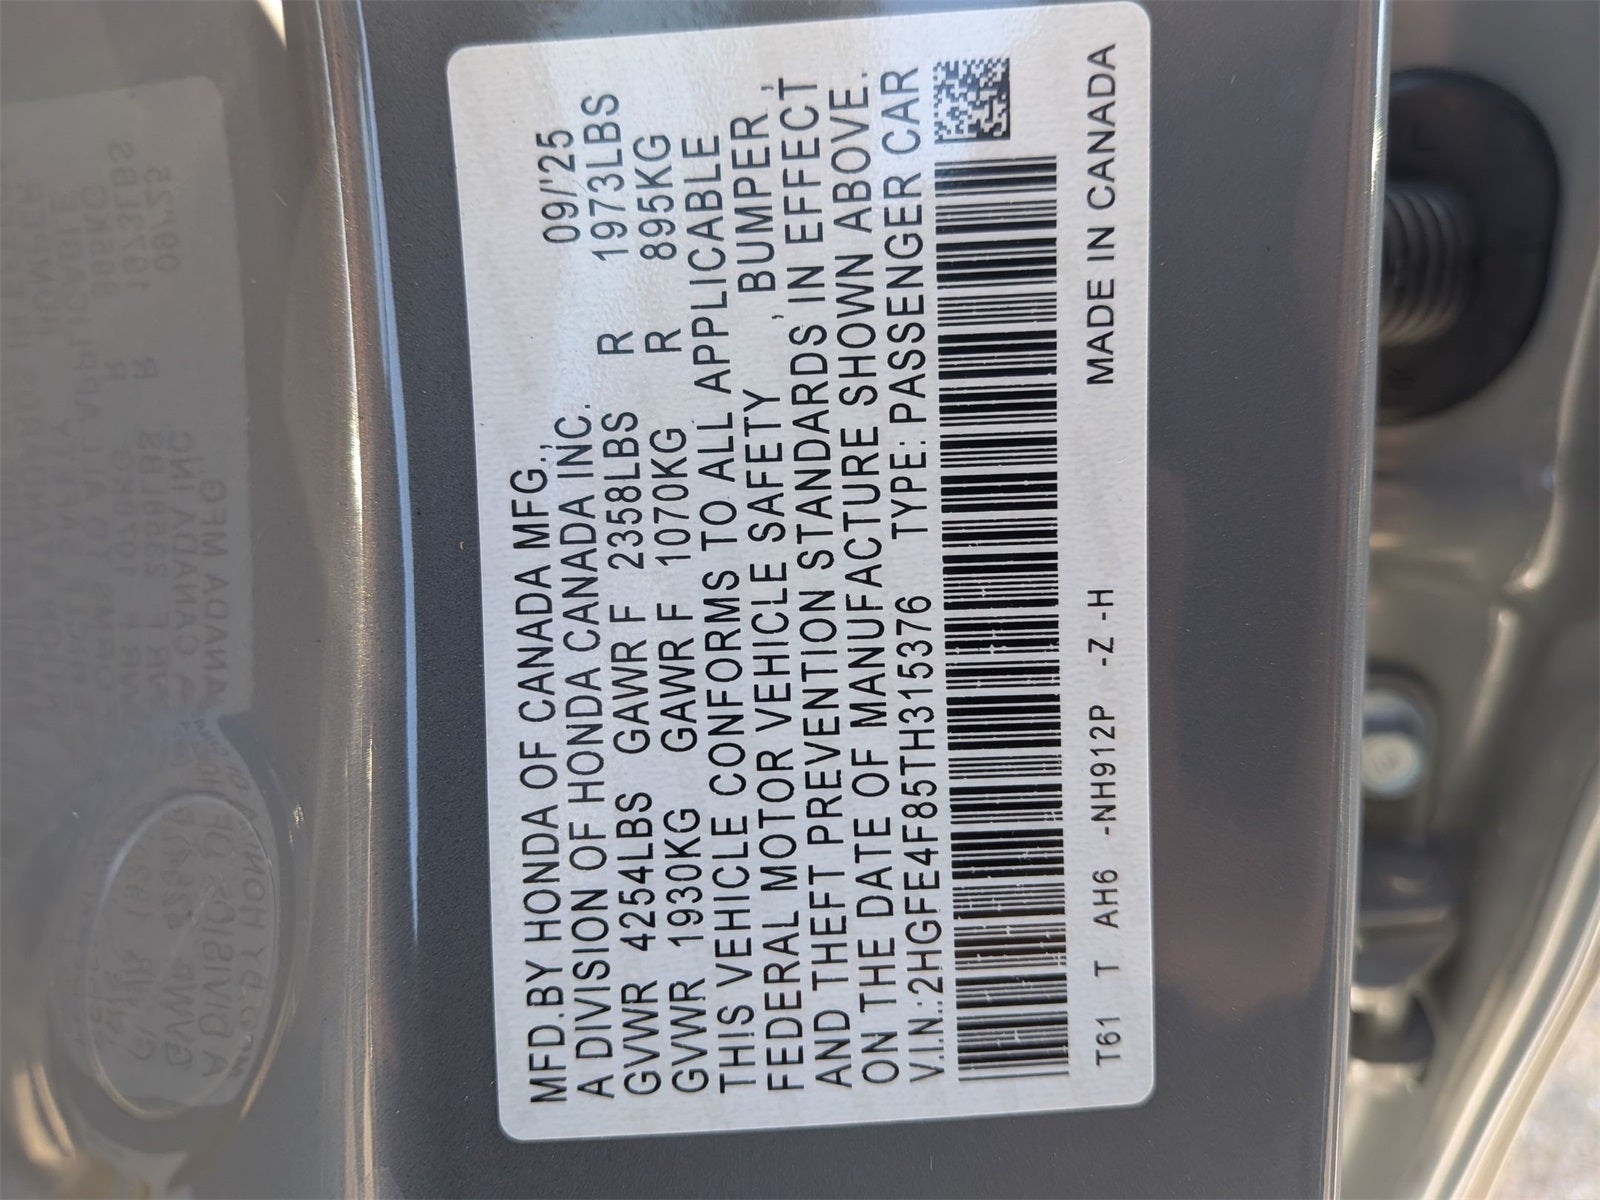 MFD.BY HONDA OF CANADA MFG.,
A DIVISION OF HONDA CANADA INC. 09/'25
GVWR 4254LBS GAWR F 2358LBS R 1973LBS
GVWR 1930KG GAWR F 1070KG R 895KG
THIS VEHICLE CONFORMS TO ALL APPLICABLE
FEDERAL MOTOR VEHICLE SAFETY , BUMPER ,
AND THEFT PREVENTION STANDARDS IN EFFECT
ON THE DATE OF MANUFACTURE SHOWN ABOVE.
V.I.N.:2HGFE4F85TH315376 TYPE: PASSENGER CAR
T61 T AH6 -NH912P -Z -H MADE IN CANADA